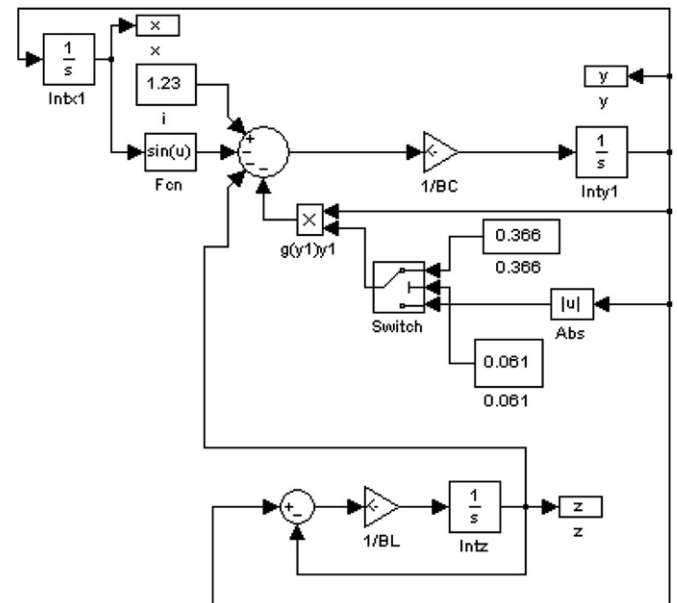 x
x
1
s
Intx1
1.23
i
y
y
sin(u)
Fcn
+
−
−
−
<-
1/BC
1
s
Inty1
×
g(y1)y1
0.366
0.366
Switch
|u|
Abs
0.061
0.061
+
−
<-
1/BL
1
s
Intz
z
z